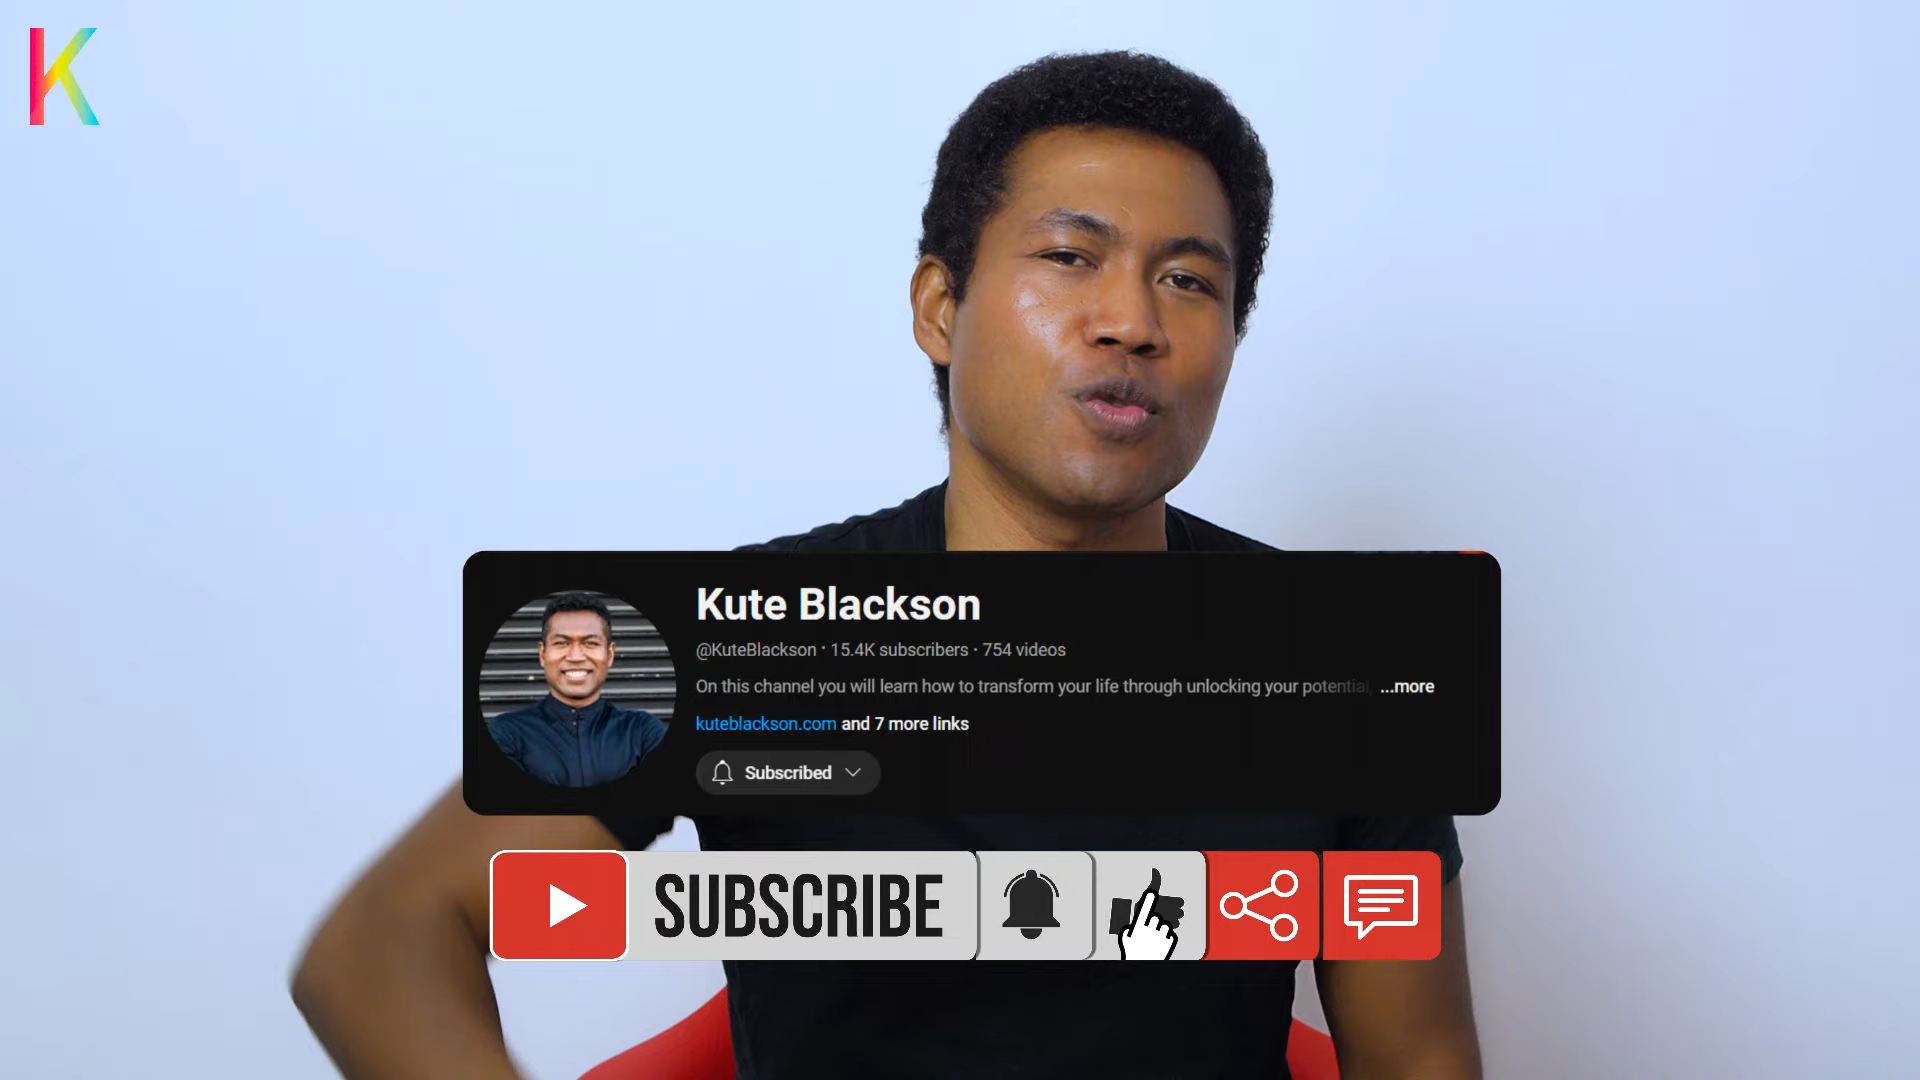 K
Kute Blackson
@KuteBlackson · 15.4K subscribers · 754 videos
On this channel you will learn how to transform your life through unlocking your potential, ...more
kuteblackson.com and 7 more links
Subscribed
SUBSCRIBE